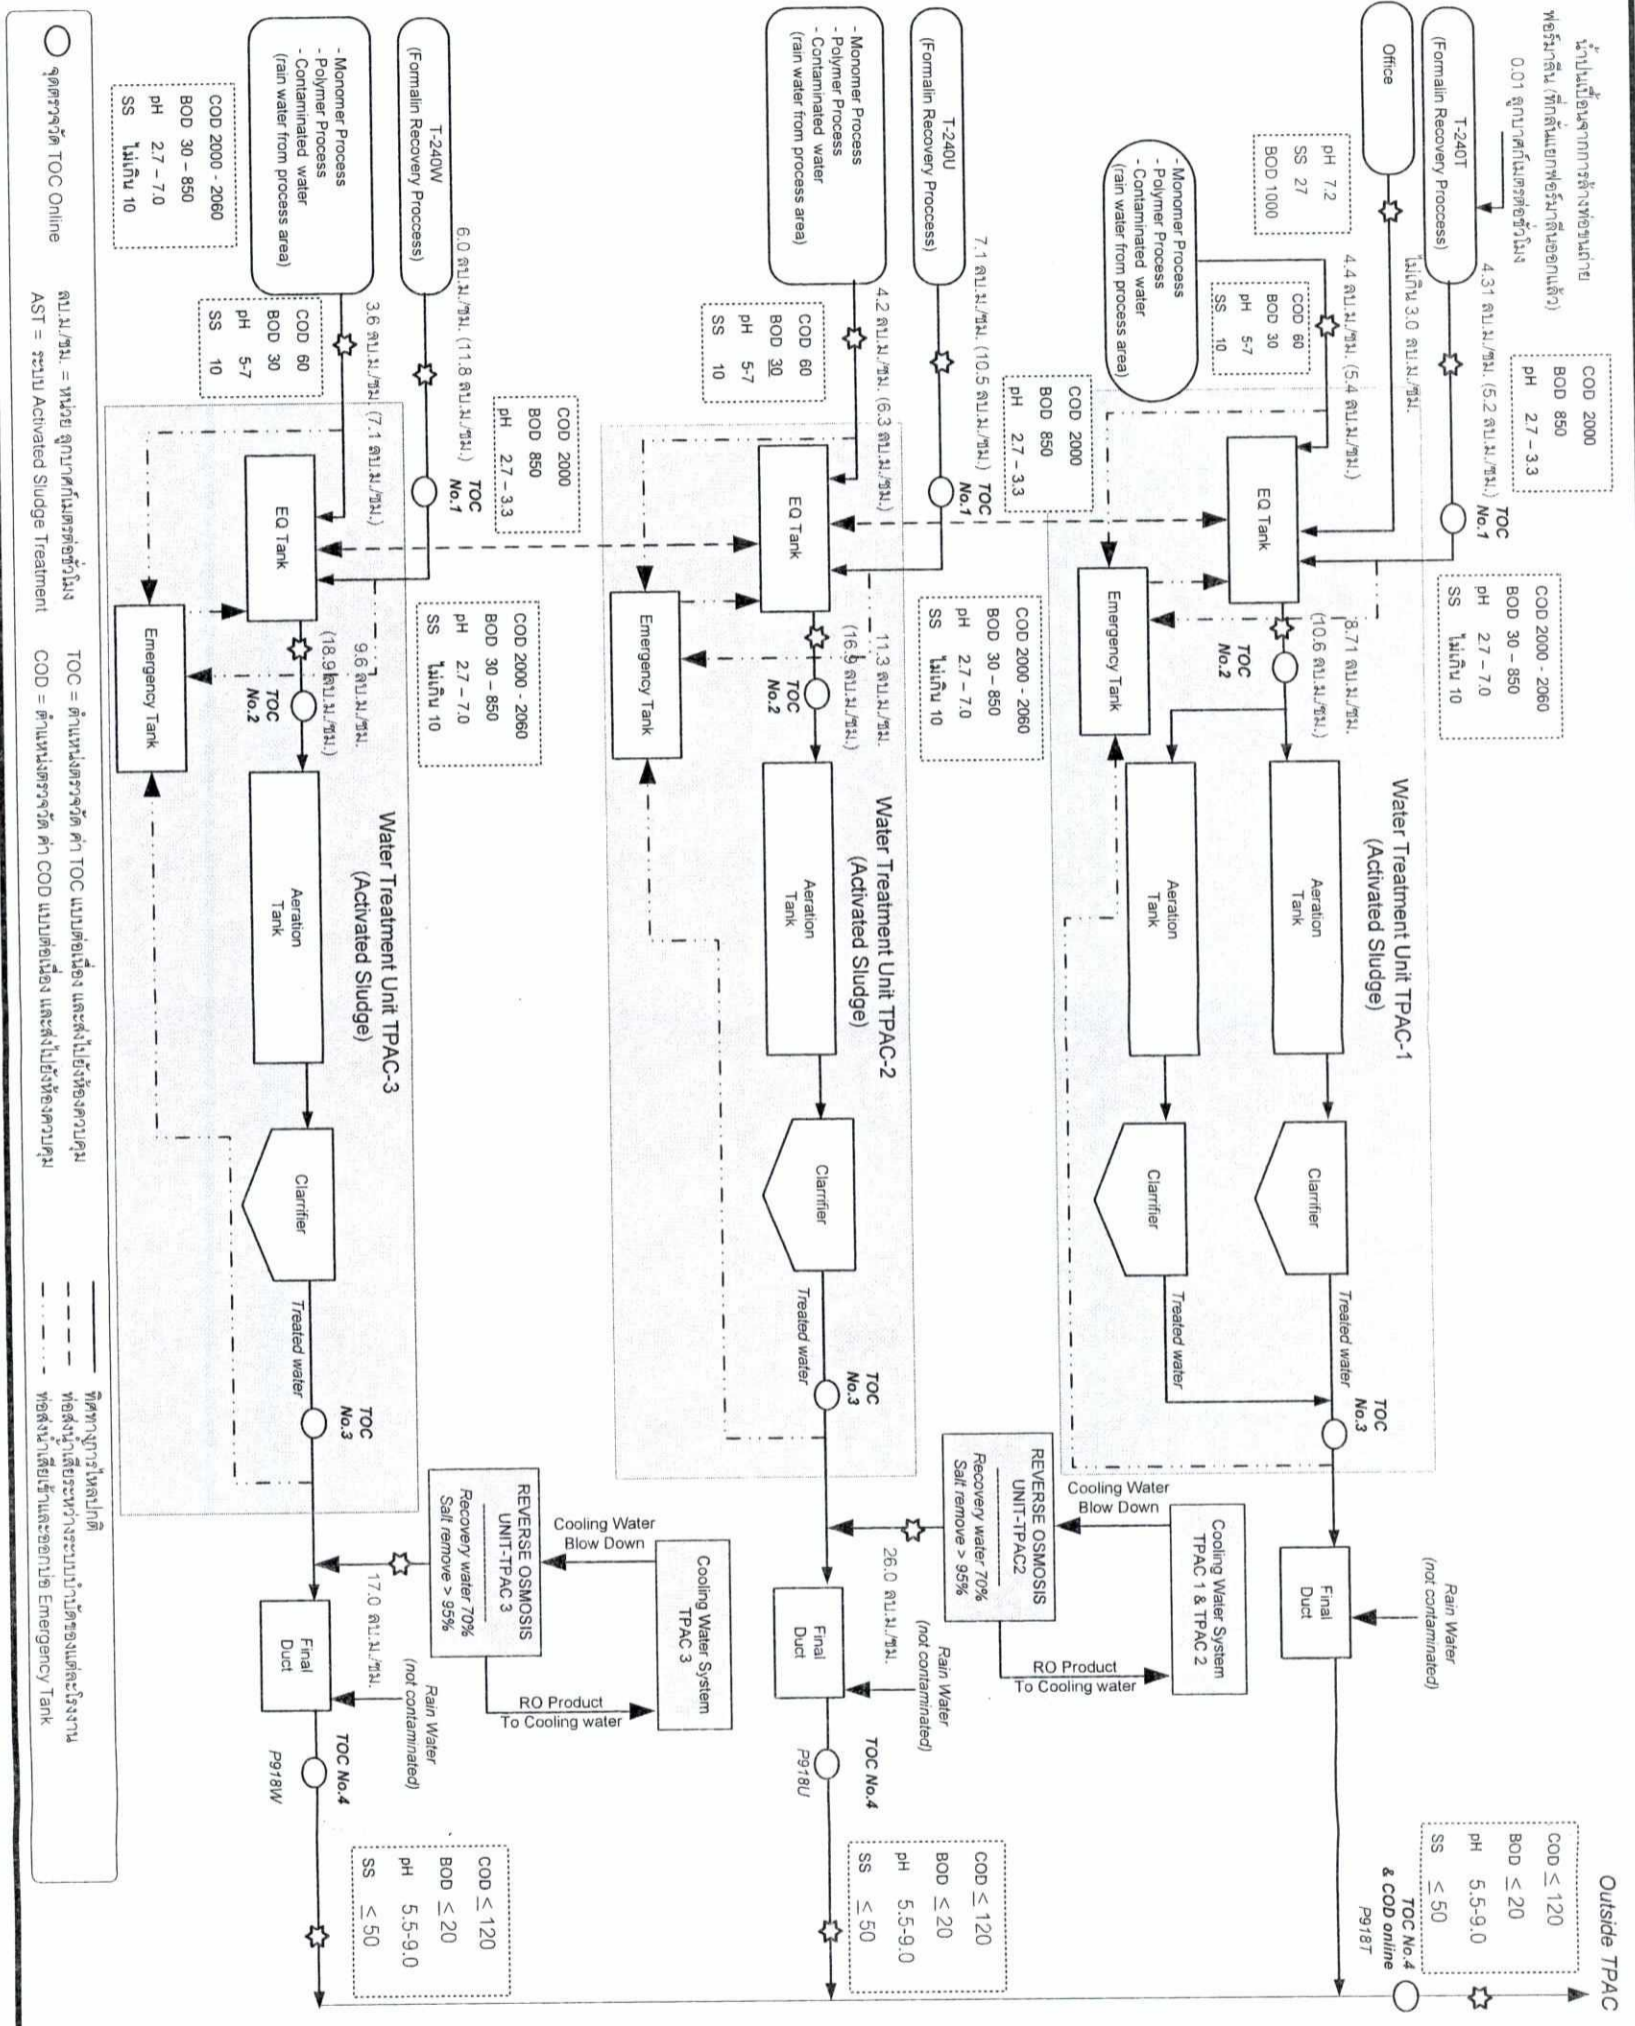 Outside TPAC
น้ำปนเปื้อนจากการล้างท่อขนถ่าย
ฟอร์มาลีน (ที่กลั่นแยกฟอร์มาลีนออกแล้ว)
0.01 ลูกบาศก์เมตรต่อชั่วโมง
T-240T
(Formalin Recovery Proccess)
4.31 ลบ.ม./ชม. (5.2 ลบ.ม./ชม.)
COD 2000
BOD 850
pH 2.7 – 3.3
TOC
No.1
Office
ไม่เกิน 3.0 ลบ.ม./ชม.
pH 7.2
SS 27
BOD 1000
- Monomer Process
- Polymer Process
- Contaminated water
(rain water from process area)
4.4 ลบ.ม./ชม. (5.4 ลบ.ม./ชม.)
COD 60
BOD 30
pH 5-7
SS 10
EQ Tank
Emergency Tank
COD 2000 - 2060
BOD 30 – 850
pH 2.7 – 7.0
SS ไม่เกิน 10
8.71 ลบ.ม./ชม.
(10.6 ลบ.ม./ชม.)
TOC
No.2
Water Treatment Unit TPAC-1
(Activated Sludge)
Aeration
Tank
Aeration
Tank
Clarrifier
Clarrifier
Treated water
Treated water
TOC
No.3
Rain Water
(not contaminated)
Final
Duct
COD ≤ 120
BOD ≤ 20
pH 5.5-9.0
SS ≤ 50
TOC No.4
& COD online
P918T
Cooling Water System
TPAC 1 & TPAC 2
Cooling Water
Blow Down
RO Product
To Cooling water
REVERSE OSMOSIS
UNIT-TPAC2
Recovery water 70%
Salt remove > 95%
26.0 ลบ.ม./ชม.
T-240U
(Formalin Recovery Proccess)
7.1 ลบ.ม./ชม. (10.5 ลบ.ม./ชม.)
COD 2000
BOD 850
pH 2.7 – 3.3
TOC
No.1
- Monomer Process
- Polymer Process
- Contaminated water
(rain water from process area)
4.2 ลบ.ม./ชม. (6.3 ลบ.ม./ชม.)
COD 60
BOD 30
pH 5-7
SS 10
EQ Tank
Emergency Tank
COD 2000 - 2060
BOD 30 – 850
pH 2.7 – 7.0
SS ไม่เกิน 10
11.3 ลบ.ม./ชม.
(16.9 ลบ.ม./ชม.)
TOC
No.2
Water Treatment Unit TPAC-2
(Activated Sludge)
Aeration
Tank
Clarrifier
Treated water
TOC
No.3
Rain Water
(not contaminated)
Final
Duct
TOC No.4
P918U
COD ≤ 120
BOD ≤ 20
pH 5.5-9.0
SS ≤ 50
Cooling Water System
TPAC 3
Cooling Water
Blow Down
RO Product
To Cooling water
REVERSE OSMOSIS
UNIT-TPAC 3
Recovery water 70%
Salt remove > 95%
17.0 ลบ.ม./ชม.
T-240W
(Formalin Recovery Process)
6.0 ลบ.ม./ชม. (11.8 ลบ.ม./ชม.)
COD 2000
BOD 850
pH 2.7 – 3.3
TOC
No.1
- Monomer Process
- Polymer Process
- Contaminated water
(rain water from process area)
3.6 ลบ.ม./ชม (7.1 ลบ.ม./ชม.)
COD 2000 - 2060
BOD 30 – 850
pH 2.7 – 7.0
SS ไม่เกิน 10
COD 60
BOD 30
pH 5-7
SS 10
EQ Tank
Emergency Tank
COD 2000 - 2060
BOD 30 – 850
pH 2.7 – 7.0
SS ไม่เกิน 10
9.6 ลบ.ม./ชม.
(18.9 ลบ.ม./ชม.)
TOC
No.2
Water Treatment Unit TPAC-3
(Activated Sludge)
Aeration
Tank
Clarrifier
Treated water
TOC
No.3
Rain Water
(not contaminated)
Final
Duct
TOC No.4
P918W
COD ≤ 120
BOD ≤ 20
pH 5.5-9.0
SS ≤ 50
จุดตรวจวัด TOC Online
ลบ.ม./ชม. = หน่วย ลูกบาศก์เมตรต่อชั่วโมง
AST = ระบบ Activated Sludge Treatment
TOC = ตำแหน่งตรวจวัด ค่า TOC แบบต่อเนื่อง และส่งไปยังห้องควบคุม
COD = ตำแหน่งตรวจวัด ค่า COD แบบต่อเนื่อง และส่งไปยังห้องควบคุม
ทิศทางการไหลปกติ
ท่อส่งน้ำเสียระหว่างระบบบำบัดของแต่ละโรงงาน
ท่อส่งน้ำเสียเข้าและออกบ่อ Emergency Tank